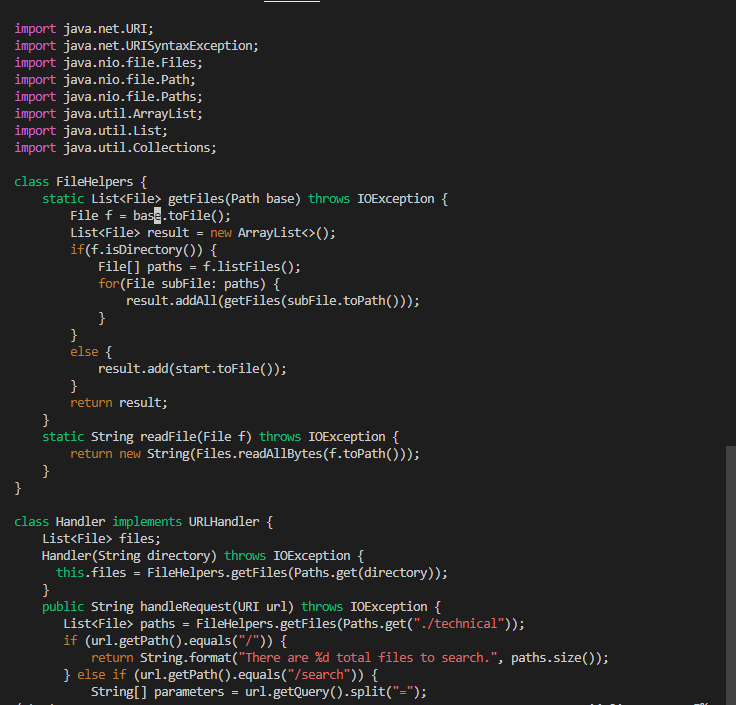 import java.net.URI;
import java.net.URISyntaxException;
import java.nio.file.Files;
import java.nio.file.Path;
import java.nio.file.Paths;
import java.util.ArrayList;
import java.util.List;
import java.util.Collections;

class FileHelpers {
    static List<File> getFiles(Path base) throws IOException {
        File f = base.toFile();
        List<File> result = new ArrayList<>();
        if(f.isDirectory()) {
            File[] paths = f.listFiles();
            for(File subFile: paths) {
                result.addAll(getFiles(subFile.toPath()));
            }
        }
        else {
            result.add(start.toFile());
        }
        return result;
    }
    static String readFile(File f) throws IOException {
        return new String(Files.readAllBytes(f.toPath()));
    }
}

class Handler implements URLHandler {
    List<File> files;
    Handler(String directory) throws IOException {
      this.files = FileHelpers.getFiles(Paths.get(directory));
    }
    public String handleRequest(URI url) throws IOException {
       List<File> paths = FileHelpers.getFiles(Paths.get("./technical"));
       if (url.getPath().equals("/")) {
           return String.format("There are %d total files to search.", paths.size());
       } else if (url.getPath().equals("/search")) {
           String[] parameters = url.getQuery().split("=");